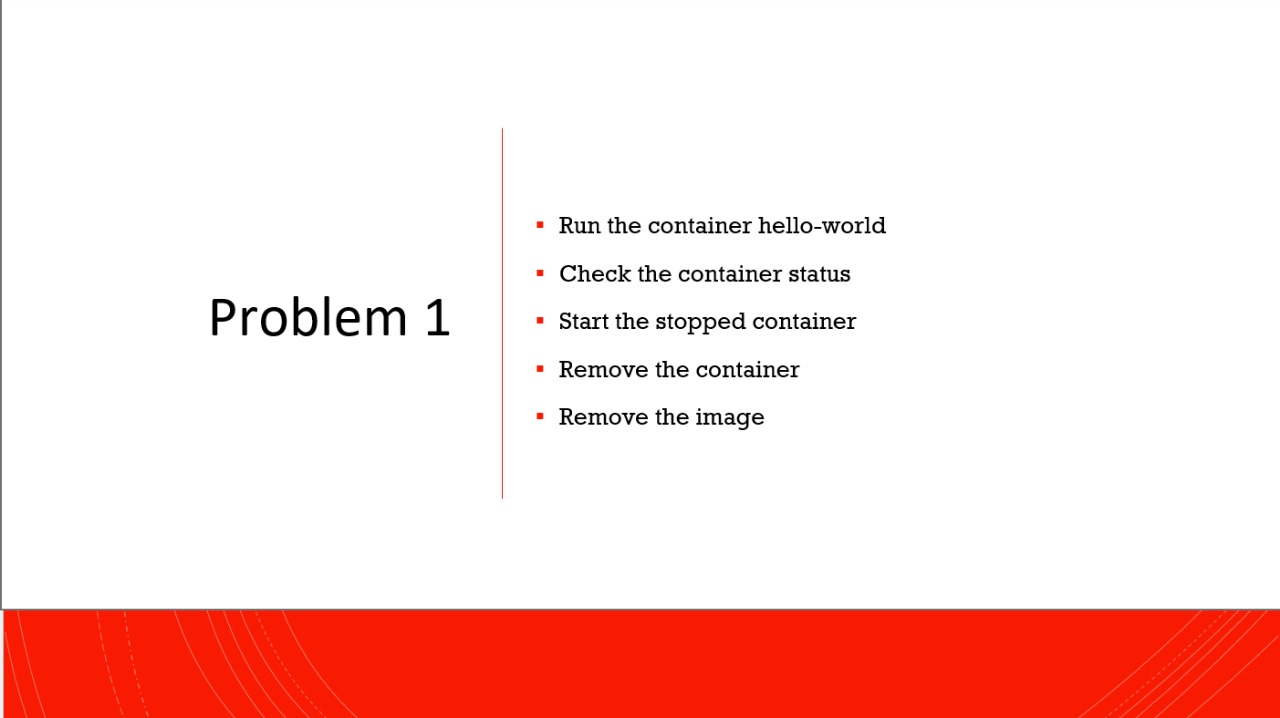 Problem 1
▪ Run the container hello-world
▪ Check the container status
▪ Start the stopped container
▪ Remove the container
▪ Remove the image